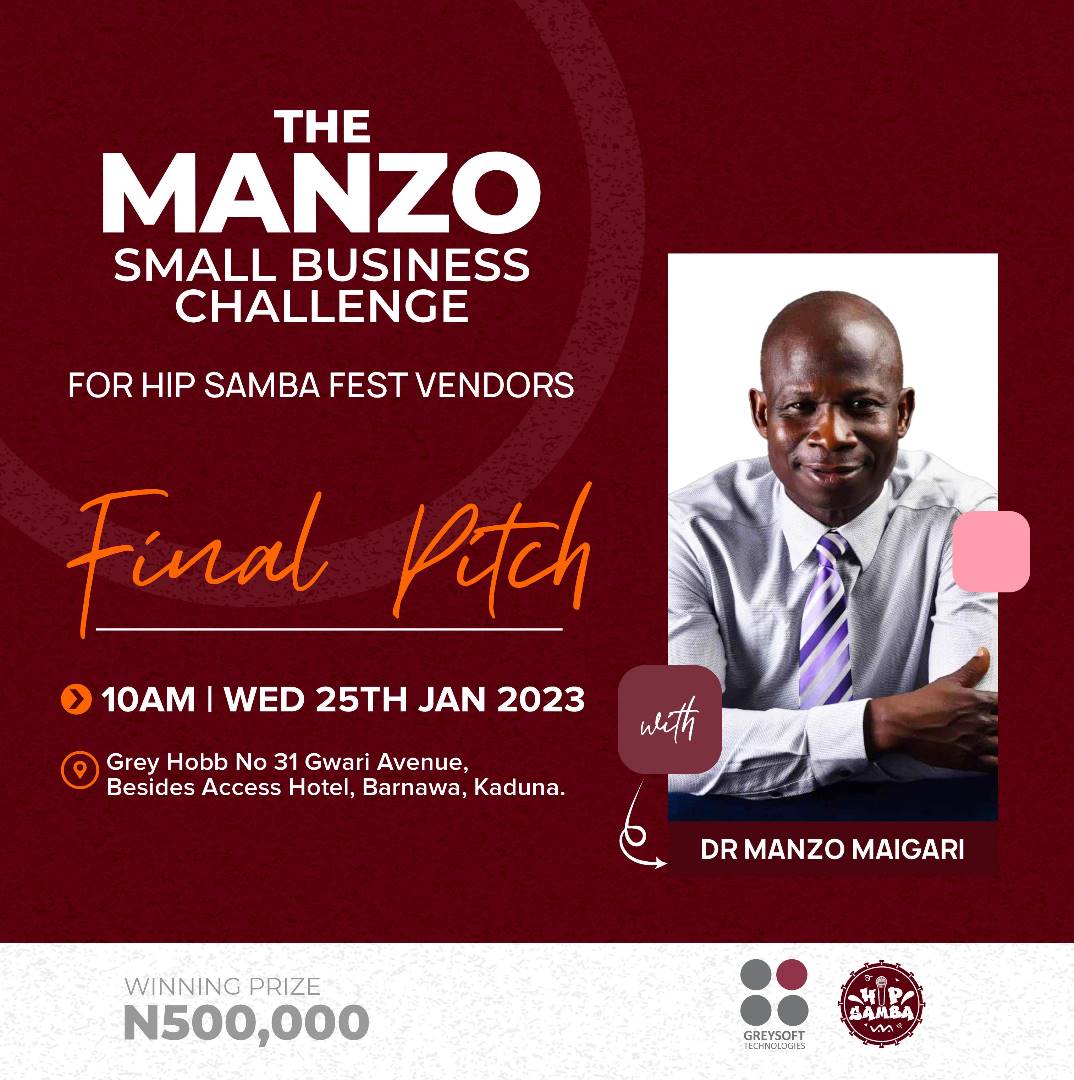 THE
MANZO
SMALL BUSINESS
CHALLENGE
FOR HIP SAMBA FEST VENDORS
Final Pitch
10AM | WED 25TH JAN 2023
Grey Hobb No 31 Gwari Avenue,
Besides Access Hotel, Barnawa, Kaduna.
with
DR MANZO MAIGARI
WINNING PRIZE
N500,000
GREYSOFT
TECHNOLOGIES
HIP
SAMBA